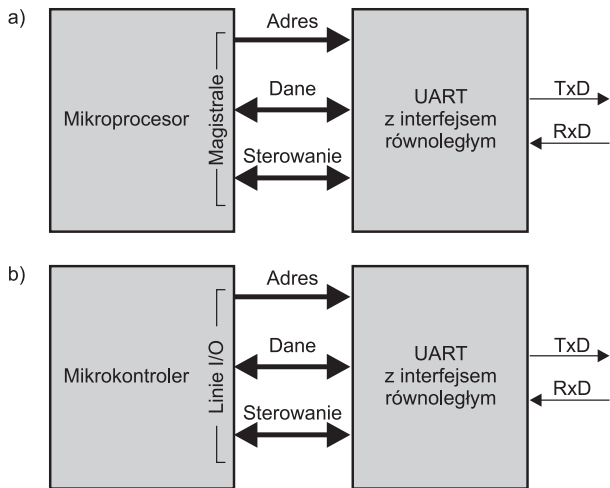 a)
Mikroprocesor
Magistrale
Adres
Dane
Sterowanie
UART
z interfejsem
równoległym
TxD
RxD
b)
Mikrokontroler
Linie I/O
Adres
Dane
Sterowanie
UART
z interfejsem
równoległym
TxD
RxD